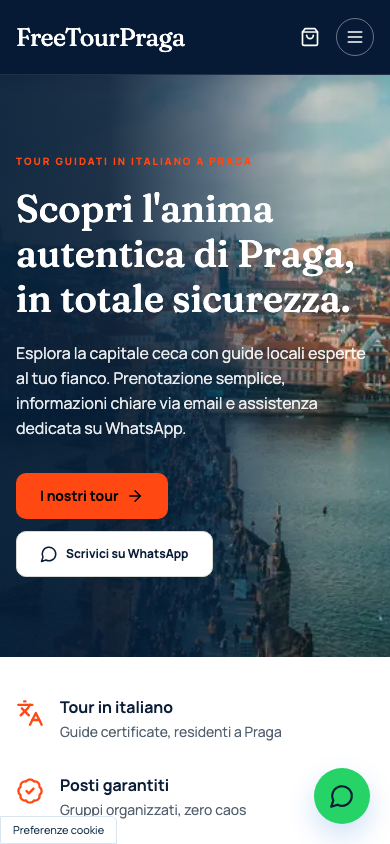 FreeTourPraga
TOUR GUIDATI IN ITALIANO A PRAGA
Scopri l'anima
autentica di Praga,
in totale sicurezza.
Esplora la capitale ceca con guide locali esperte
al tuo fianco. Prenotazione semplice,
informazioni chiare via email e assistenza
dedicata su WhatsApp.
I nostri tour
Scrivici su WhatsApp
Tour in italiano
Guide certificate, residenti a Praga
Posti garantiti
Gruppi organizzati, zero caos
Preferenze cookie